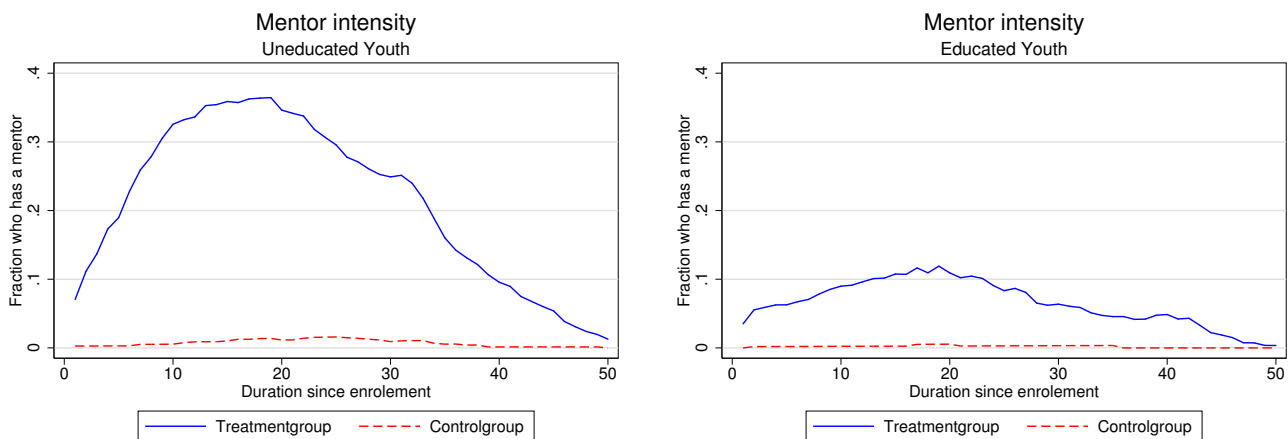 Mentor intensity
Uneducated Youth
Fraction who has a mentor
.4
.3
.2
.1
0
0 10 20 30 40 50
Duration since enrolement
Treatmentgroup Controlgroup
Mentor intensity
Educated Youth
Fraction who has a mentor
.4
.3
.2
.1
0
0 10 20 30 40 50
Duration since enrolement
Treatmentgroup Controlgroup